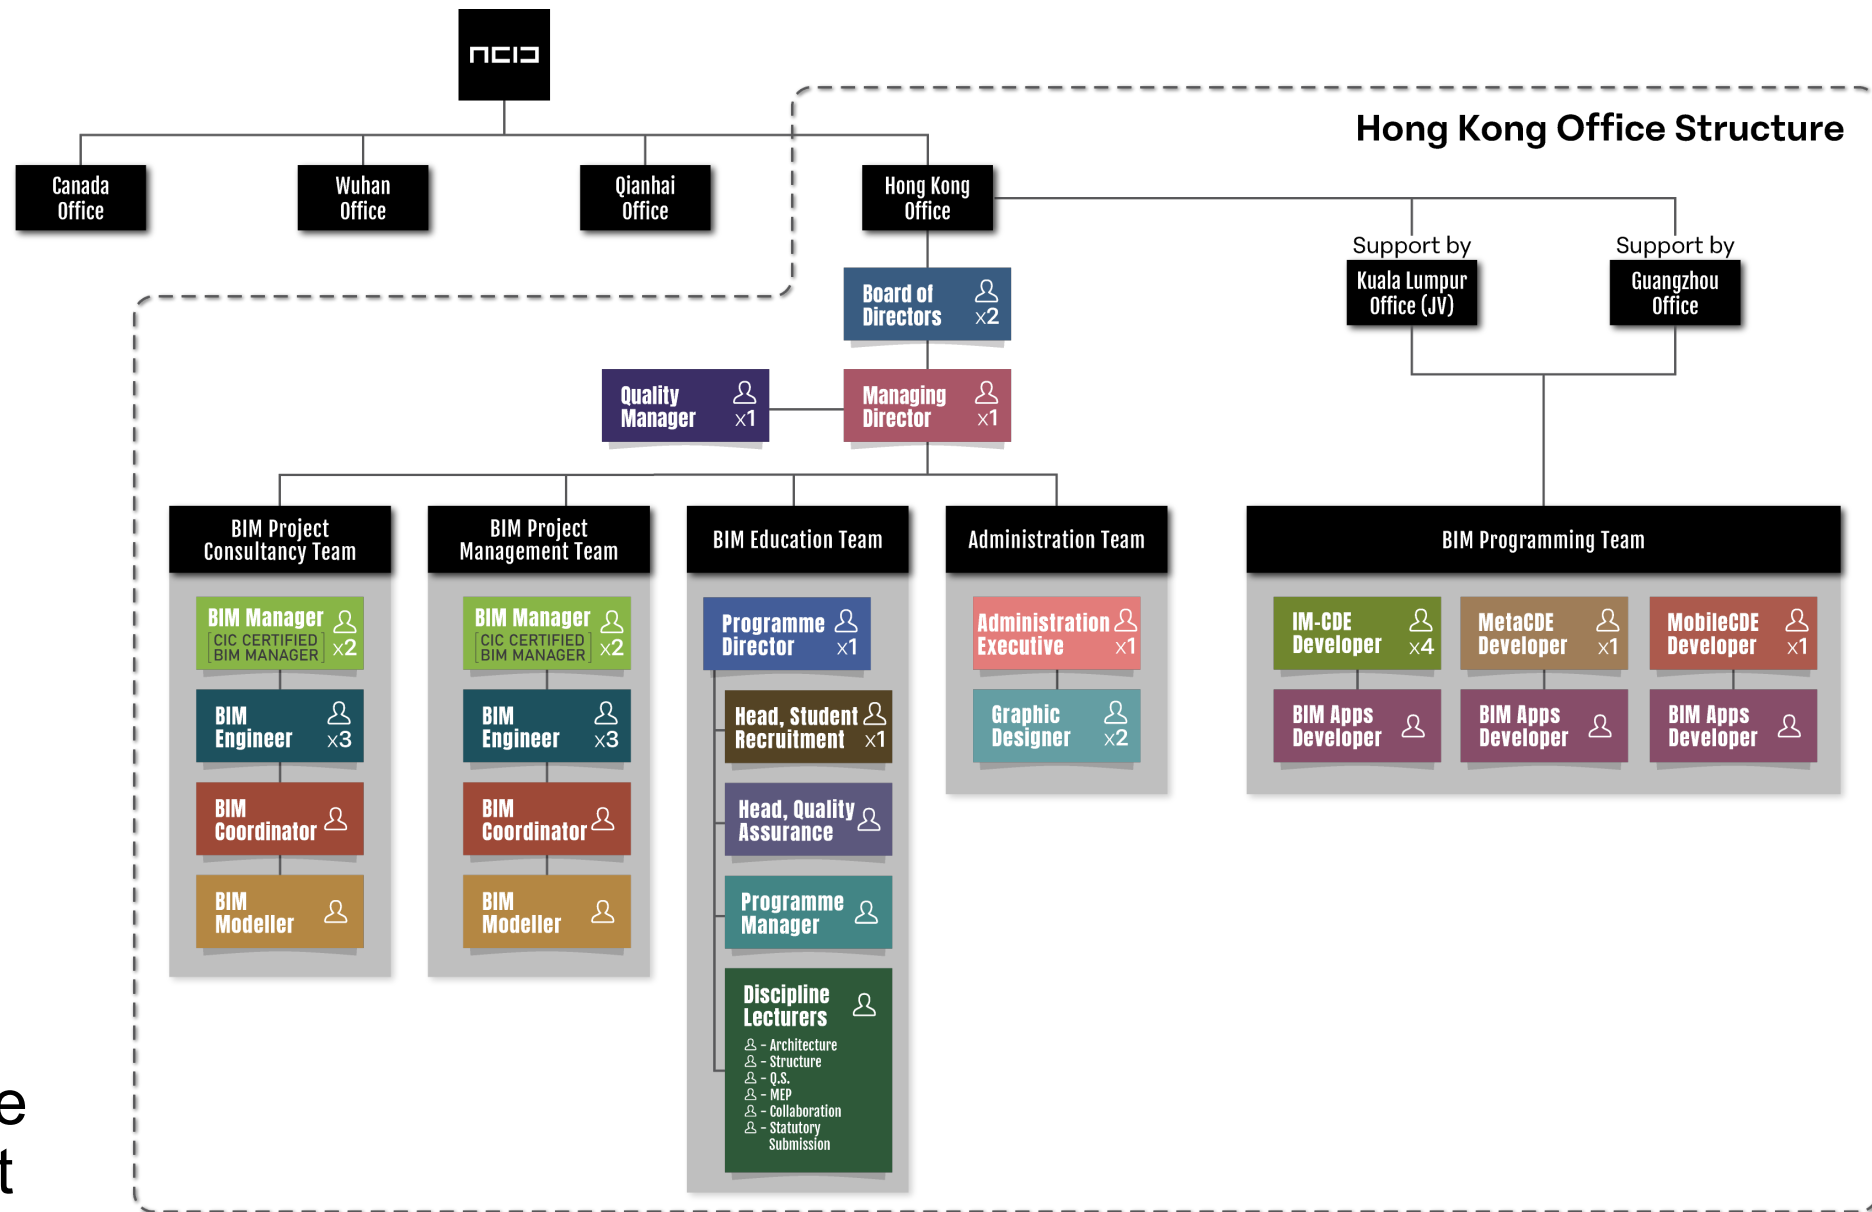 NCID
Hong Kong Office Structure
Canada
Office
Wuhan
Office
Qianhai
Office
Hong Kong
Office
Support by
Kuala Lumpur
Office (JV)
Support by
Guangzhou
Office
Board of
Directors
x2
Quality
Manager
x1
Managing
Director
x1
BIM Project
Consultancy Team
BIM Manager
[CIC CERTIFIED
BIM MANAGER]
x2
BIM
Engineer
x3
BIM
Coordinator
BIM
Modeller
BIM Project
Management Team
BIM Manager
[CIC CERTIFIED
BIM MANAGER]
x2
BIM
Engineer
x3
BIM
Coordinator
BIM
Modeller
BIM Education Team
Programme
Director
x1
Head, Student
Recruitment
x1
Head, Quality
Assurance
Programme
Manager
Discipline
Lecturers
- Architecture
- Structure
- Q.S.
- MEP
- Collaboration
- Statutory
Submission
Administration Team
Administration
Executive
x1
Graphic
Designer
x2
BIM Programming Team
IM-CDE
Developer
x4
BIM Apps
Developer
MetaCDE
Developer
x1
BIM Apps
Developer
MobileCDE
Developer
x1
BIM Apps
Developer
e
t